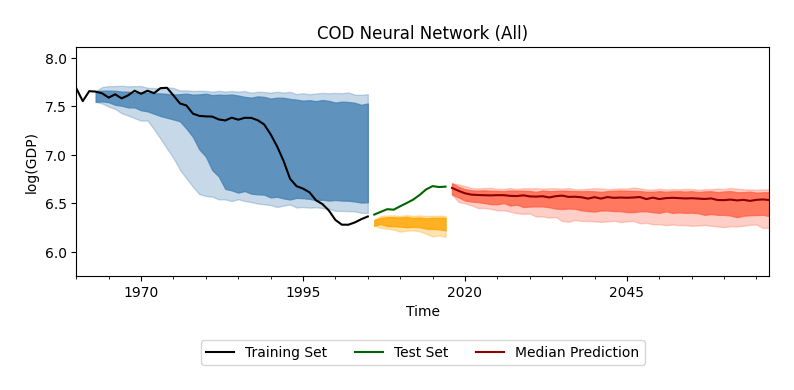 COD Neural Network (All)
8.0
7.5
7.0
6.5
6.0
log(GDP)
1970 1995 2020 2045
Time
Training Set Test Set Median Prediction